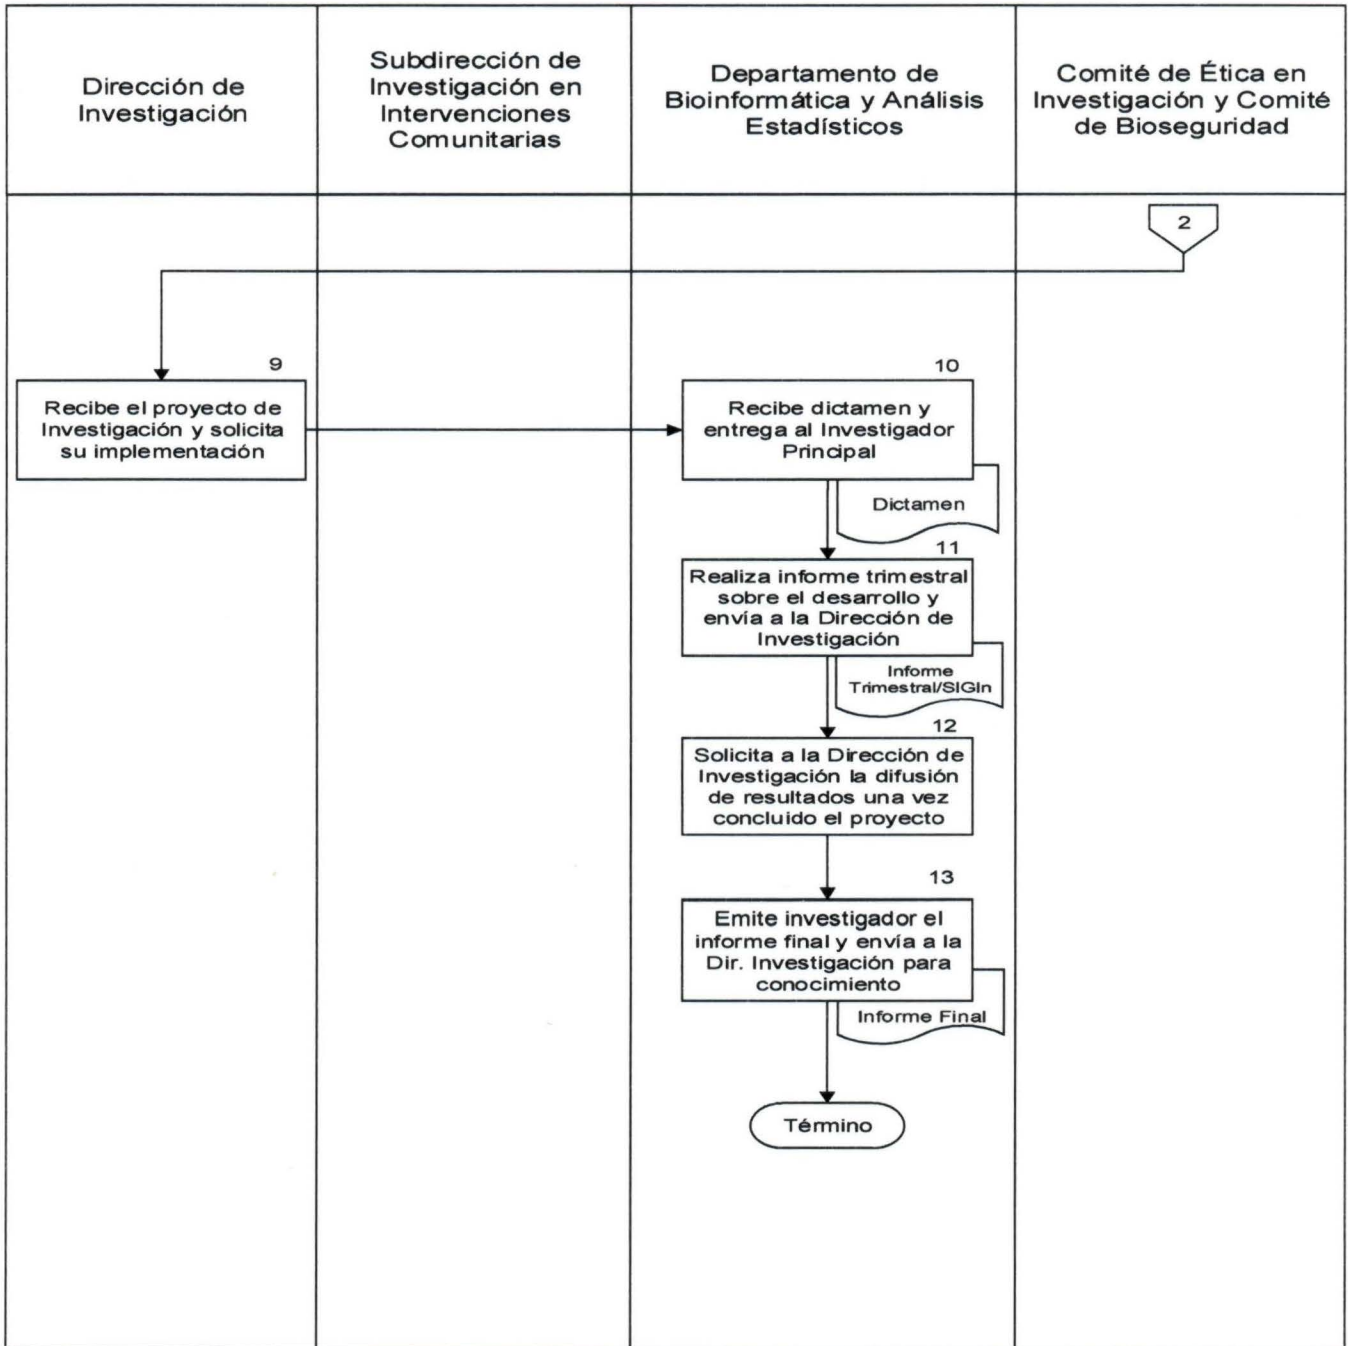 Dirección de
Investigación
Subdirección de
Investigación en
Intervenciones
Comunitarias
Departamento de
Bioinformática y Análisis
Estadísticos
Comité de Ética en
Investigación y Comité
de Bioseguridad
2
9
Recibe el proyecto de
Investigación y solicita
su implementación
10
Recibe dictamen y
entrega al Investigador
Principal
Dictamen
11
Realiza informe trimestral
sobre el desarrollo y
envía a la Dirección de
Investigación
Informe
Trimestral/SIGIn
12
Solicita a la Dirección de
Investigación la difusión
de resultados una vez
concluido el proyecto
13
Emite investigador el
informe final y envía a la
Dir. Investigación para
conocimiento
Informe Final
Término